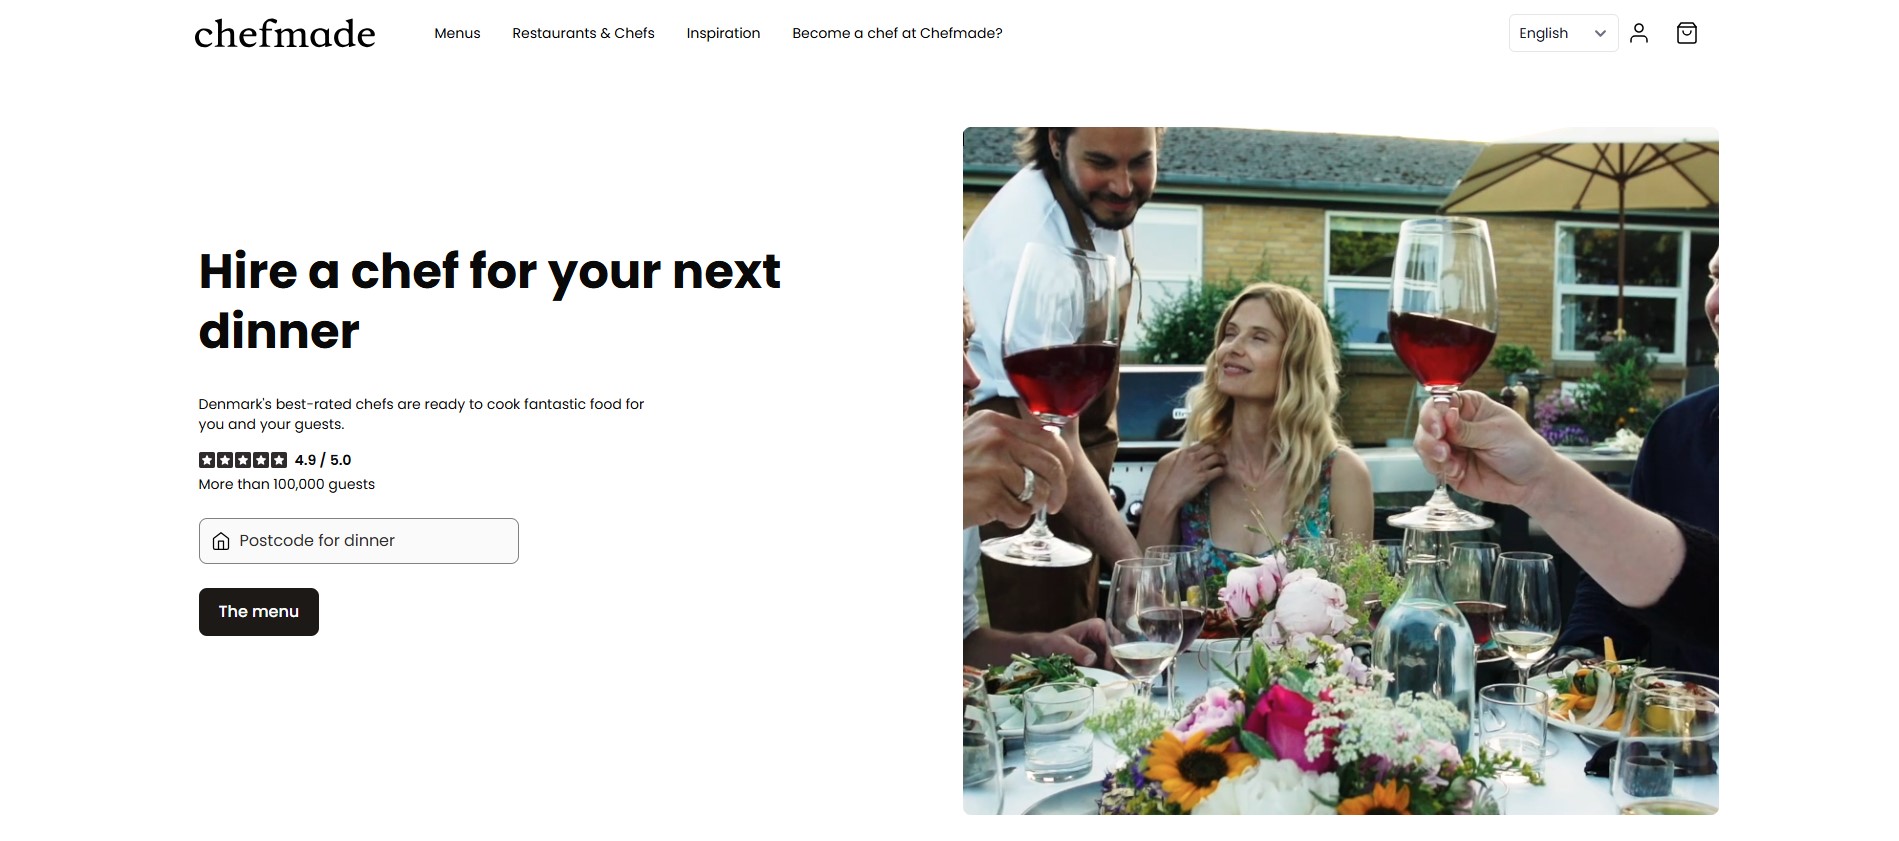 chefmade
Menus
Restaurants & Chefs
Inspiration
Become a chef at Chefmade?
English
Hire a chef for your next
dinner
Denmark's best-rated chefs are ready to cook fantastic food for
you and your guests.
4.9 / 5.0
More than 100,000 guests
Postcode for dinner
The menu